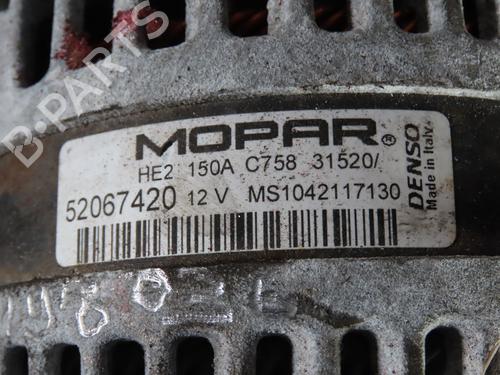 MOPAR®
HE2 150A C758 31520/
52067420 12 V MS1042117130
DENSO
Made in Italy
B-PARTS